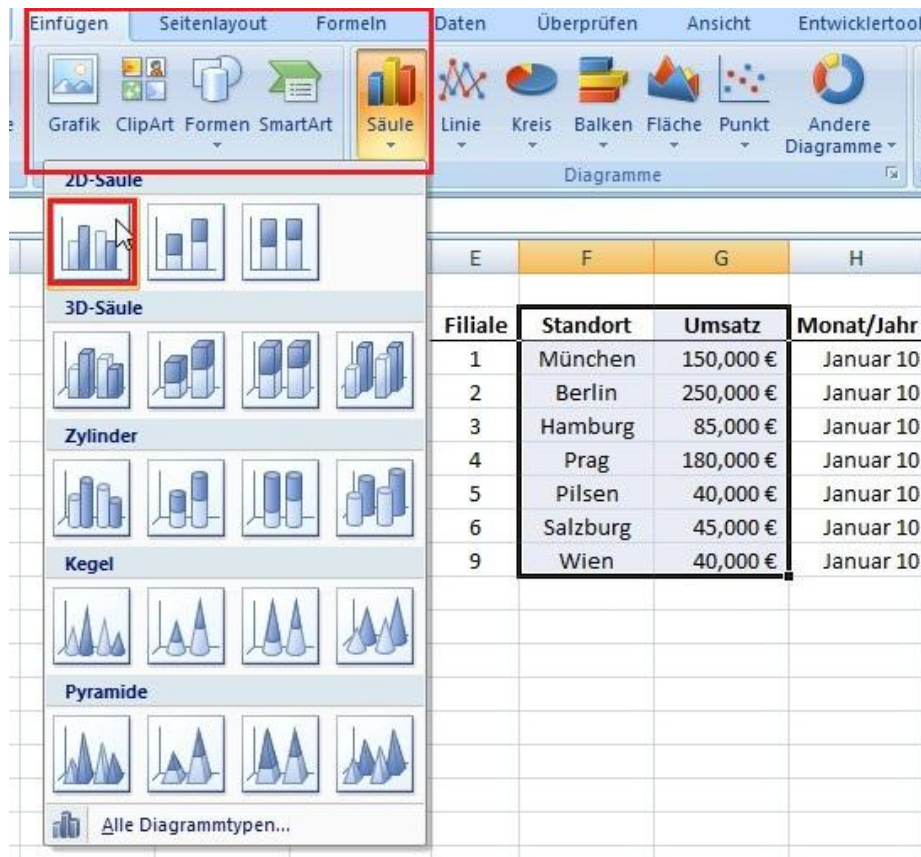 Einfügen Seitenlayout Formeln Daten Überprüfen Ansicht
Grafik ClipArt Formen SmartArt Säule Linie Kreis Balken Fläche Punkt Andere
Diagramme
Diagramme
2D-Säule
E F G H
3D-Säule
Filiale Standort Umsatz Monat/Jahr
1 München 150,000 € Januar 10
2 Berlin 250,000 € Januar 10
3 Hamburg 85,000 € Januar 10
Zylinder
4 Prag 180,000 € Januar 10
5 Pilsen 40,000 € Januar 10
6 Salzburg 45,000 € Januar 10
9 Wien 40,000 € Januar 10
Kegel
Pyramide
Alle Diagrammtypen...